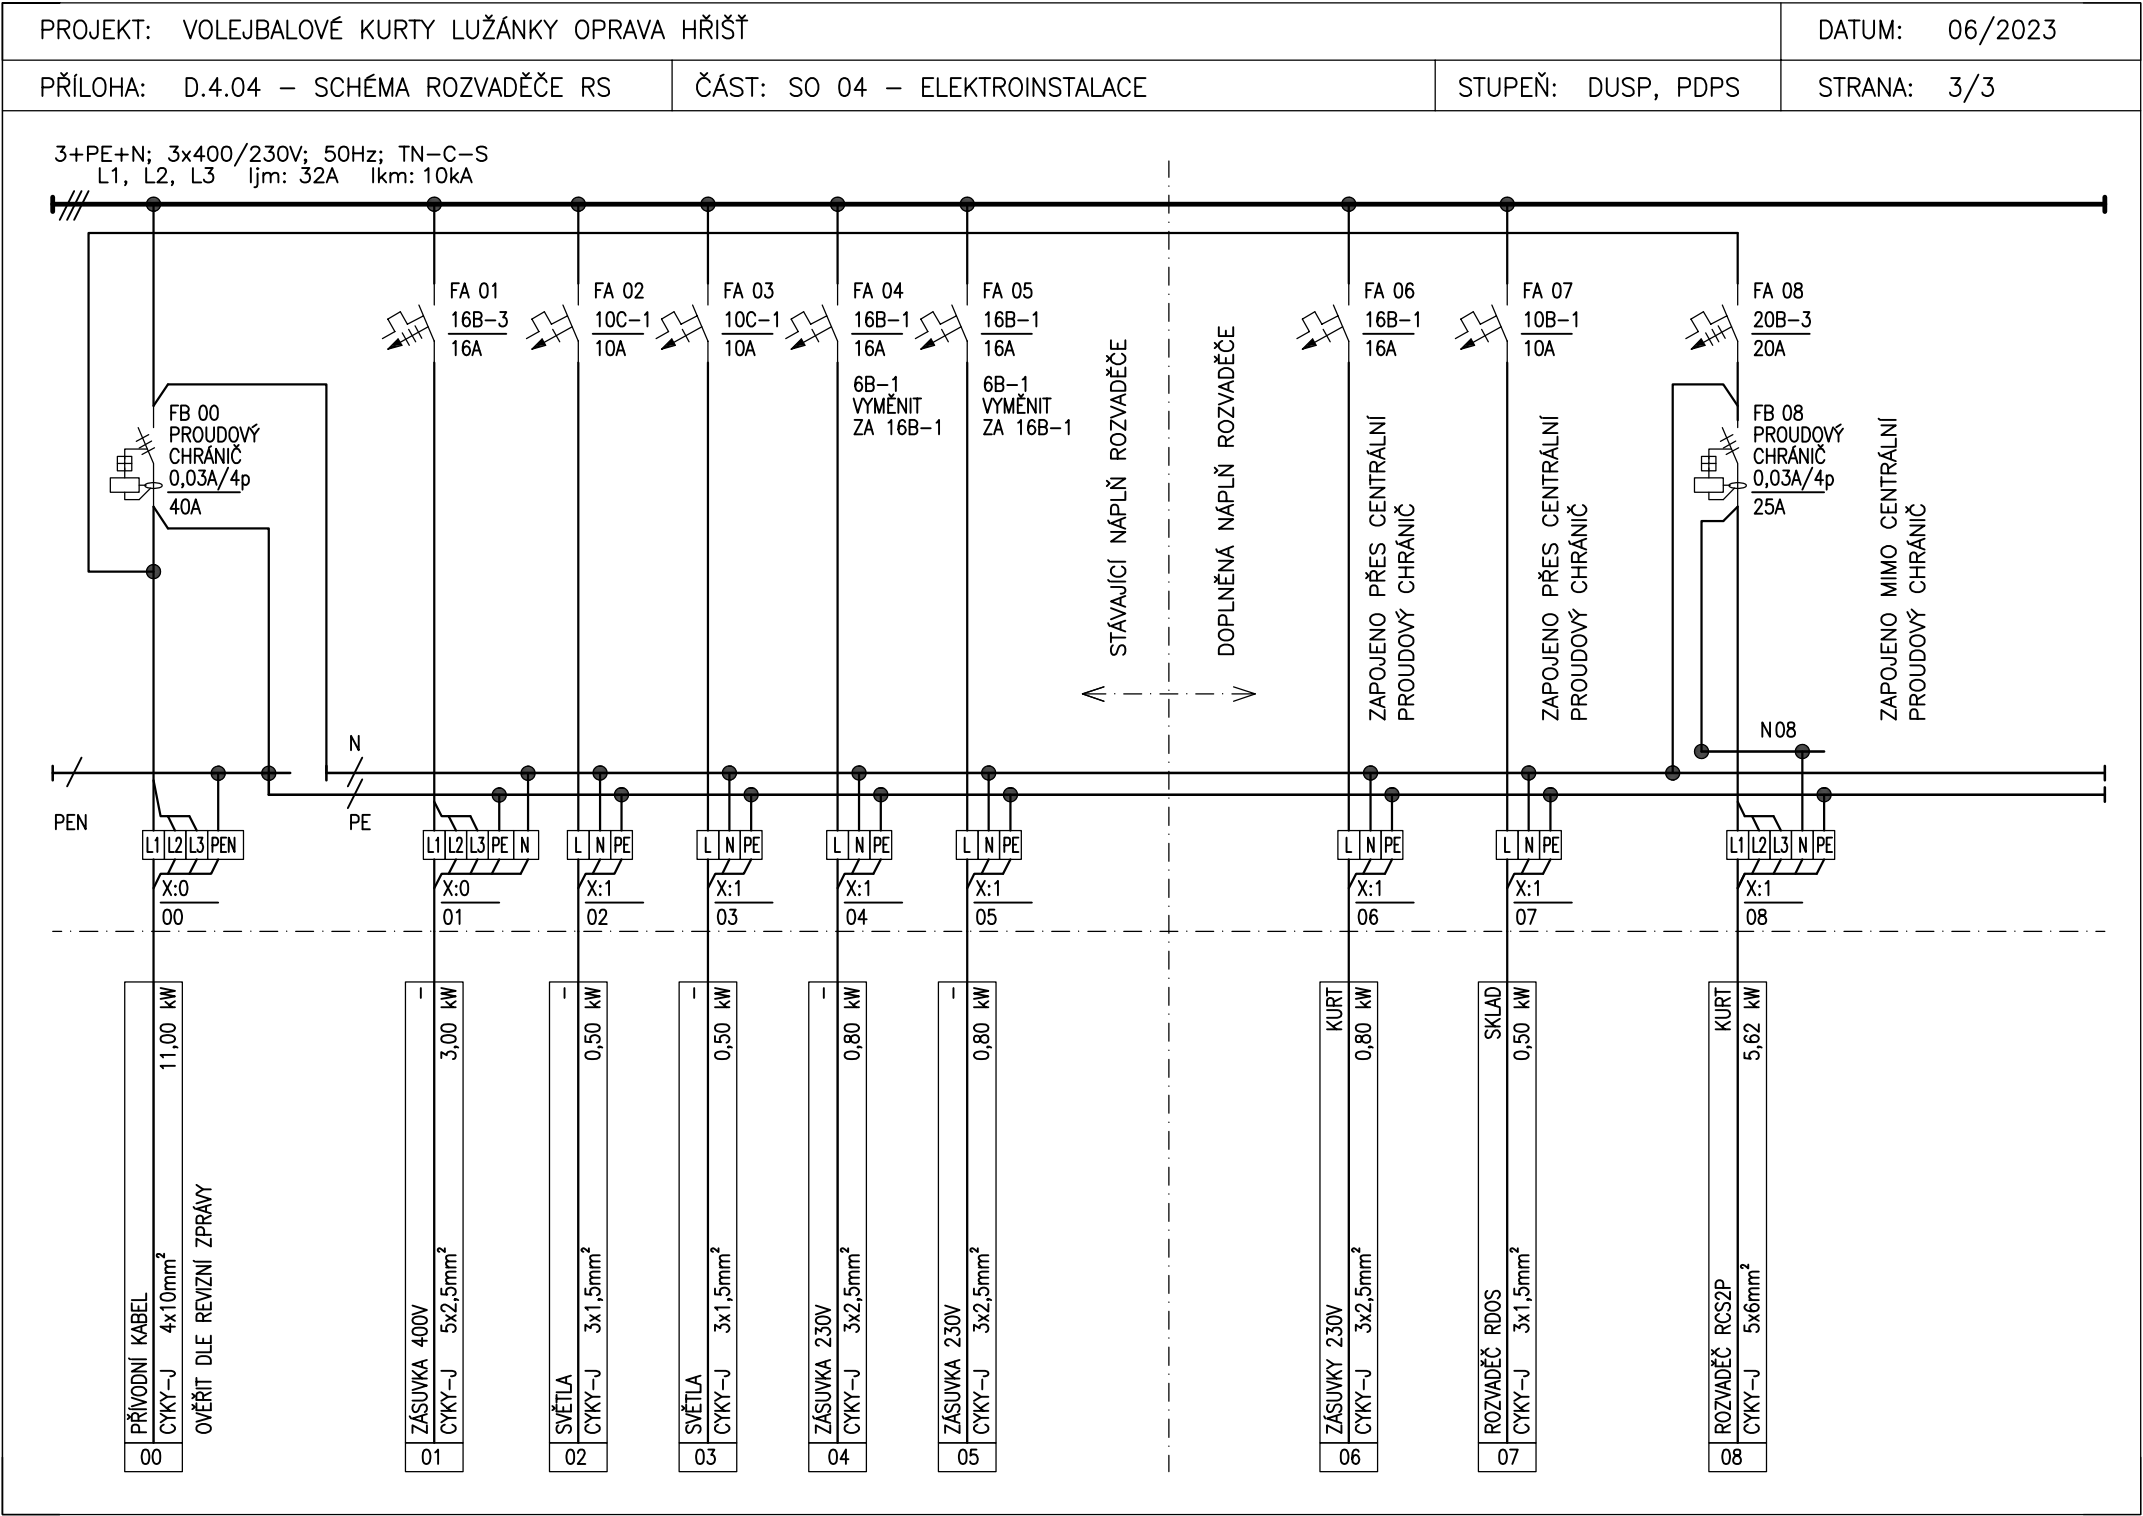 PROJEKT: VOLEJBALOVÉ KURTY LUŽÁNKY OPRAVA HŘIŠŤ
DATUM: 06/2023
PŘÍLOHA: D.4.04 – SCHÉMA ROZVADĚČE RS
ČÁST: SO 04 – ELEKTROINSTALACE
STUPEŇ: DUSP, PDPS
STRANA: 3/3
3+PE+N; 3x400/230V; 50Hz; TN–C–S
L1, L2, L3 Ijm: 32A Ikm: 10kA
FB 00
PROUDOVÝ
CHRÁNIČ
0,03A/4p
40A
FA 01
16B–3
16A
FA 02
10C–1
10A
FA 03
10C–1
10A
FA 04
16B–1
16A
6B–1
VYMĚNIT
ZA 16B–1
FA 05
16B–1
16A
6B–1
VYMĚNIT
ZA 16B–1
STÁVAJÍCÍ NÁPLŇ ROZVADĚČE
DOPLNĚNÁ NÁPLŇ ROZVADĚČE
FA 06
16B–1
16A
ZAPOJENO PŘES CENTRÁLNÍ
PROUDOVÝ CHRÁNIČ
FA 07
10B–1
10A
ZAPOJENO PŘES CENTRÁLNÍ
PROUDOVÝ CHRÁNIČ
FA 08
20B–3
20A
FB 08
PROUDOVÝ
CHRÁNIČ
0,03A/4p
25A
ZAPOJENO MIMO CENTRÁLNÍ
PROUDOVÝ CHRÁNIČ
N08
N
PEN
PE
L1 L2 L3 PEN
X:0
00
L1 L2 L3 PE N
X:0
01
L N PE
X:1
02
L N PE
X:1
03
L N PE
X:1
04
L N PE
X:1
05
L N PE
X:1
06
L N PE
X:1
07
L1 L2 L3 N PE
X:1
08
PŘÍVODNÍ KABEL
CYKY–J 4x10mm² 11,00 kW
OVĚŘIT DLE REVIZNÍ ZPRÁVY
00
ZÁSUVKA 400V –
CYKY–J 5x2,5mm² 3,00 kW
01
SVĚTLA –
CYKY–J 3x1,5mm² 0,50 kW
02
SVĚTLA –
CYKY–J 3x1,5mm² 0,50 kW
03
ZÁSUVKA 230V –
CYKY–J 3x2,5mm² 0,80 kW
04
ZÁSUVKA 230V –
CYKY–J 3x2,5mm² 0,80 kW
05
ZÁSUVKY 230V KURT
CYKY–J 3x2,5mm² 0,80 kW
06
ROZVADĚČ RDOS SKLAD
CYKY–J 3x1,5mm² 0,50 kW
07
ROZVADĚČ RCS2P KURT
CYKY–J 5x6mm² 5,62 kW
08